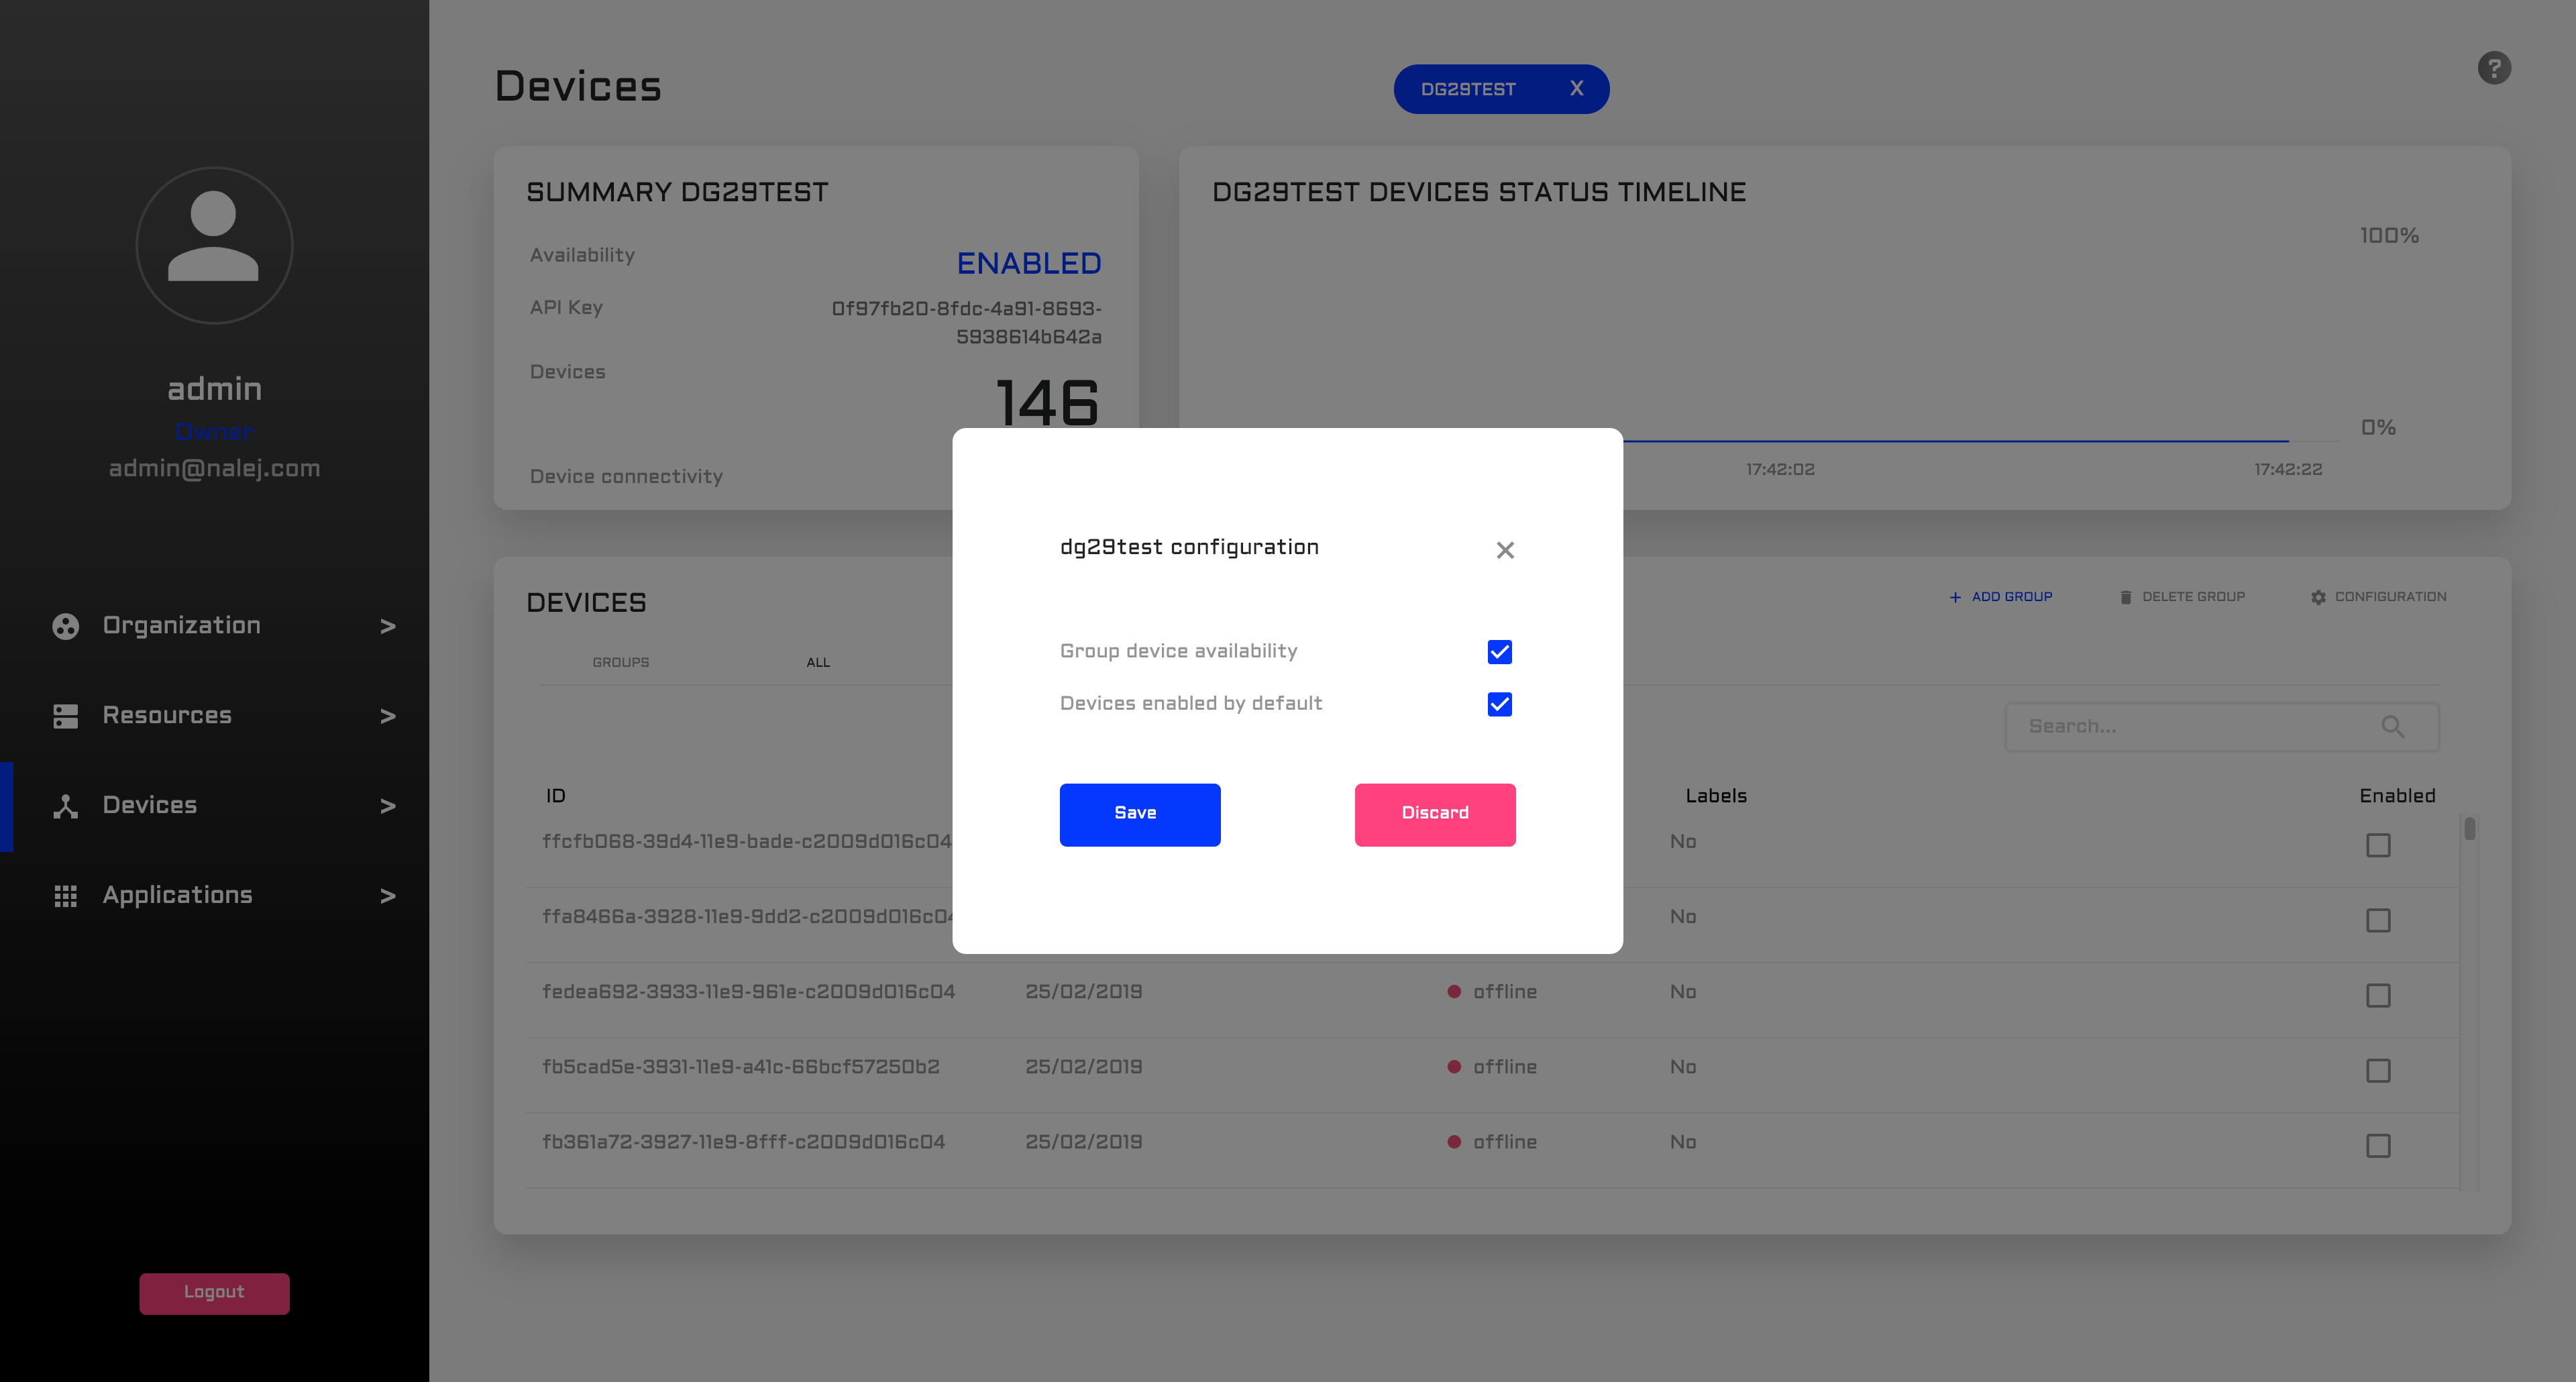 admin
Owner
admin@nalej.com
Organization >
Resources >
Devices >
Applications >
Logout
Devices
DG29TEST X
?
SUMMARY DG29TEST
Availability ENABLED
API Key 0f97fb20-8fdc-4a91-8693-
5938614b642a
Devices
146
Device connectivity
DG29TEST DEVICES STATUS TIMELINE
100%
0%
17:42:02 17:42:22
dg29test configuration
Group device availability
Devices enabled by default
Save Discard
DEVICES
+ ADD GROUP DELETE GROUP CONFIGURATION
GROUPS ALL
Search...
ID Labels Enabled
ffcfb068-39d4-11e9-bade-c2009d016c04 No
ffa8466a-3928-11e9-9dd2-c2009d016c04 No
fedea692-3933-11e9-961e-c2009d016c04 25/02/2019 offline No
fb5cad5e-3931-11e9-a41c-66bcf57250b2 25/02/2019 offline No
fb361a72-3927-11e9-8fff-c2009d016c04 25/02/2019 offline No